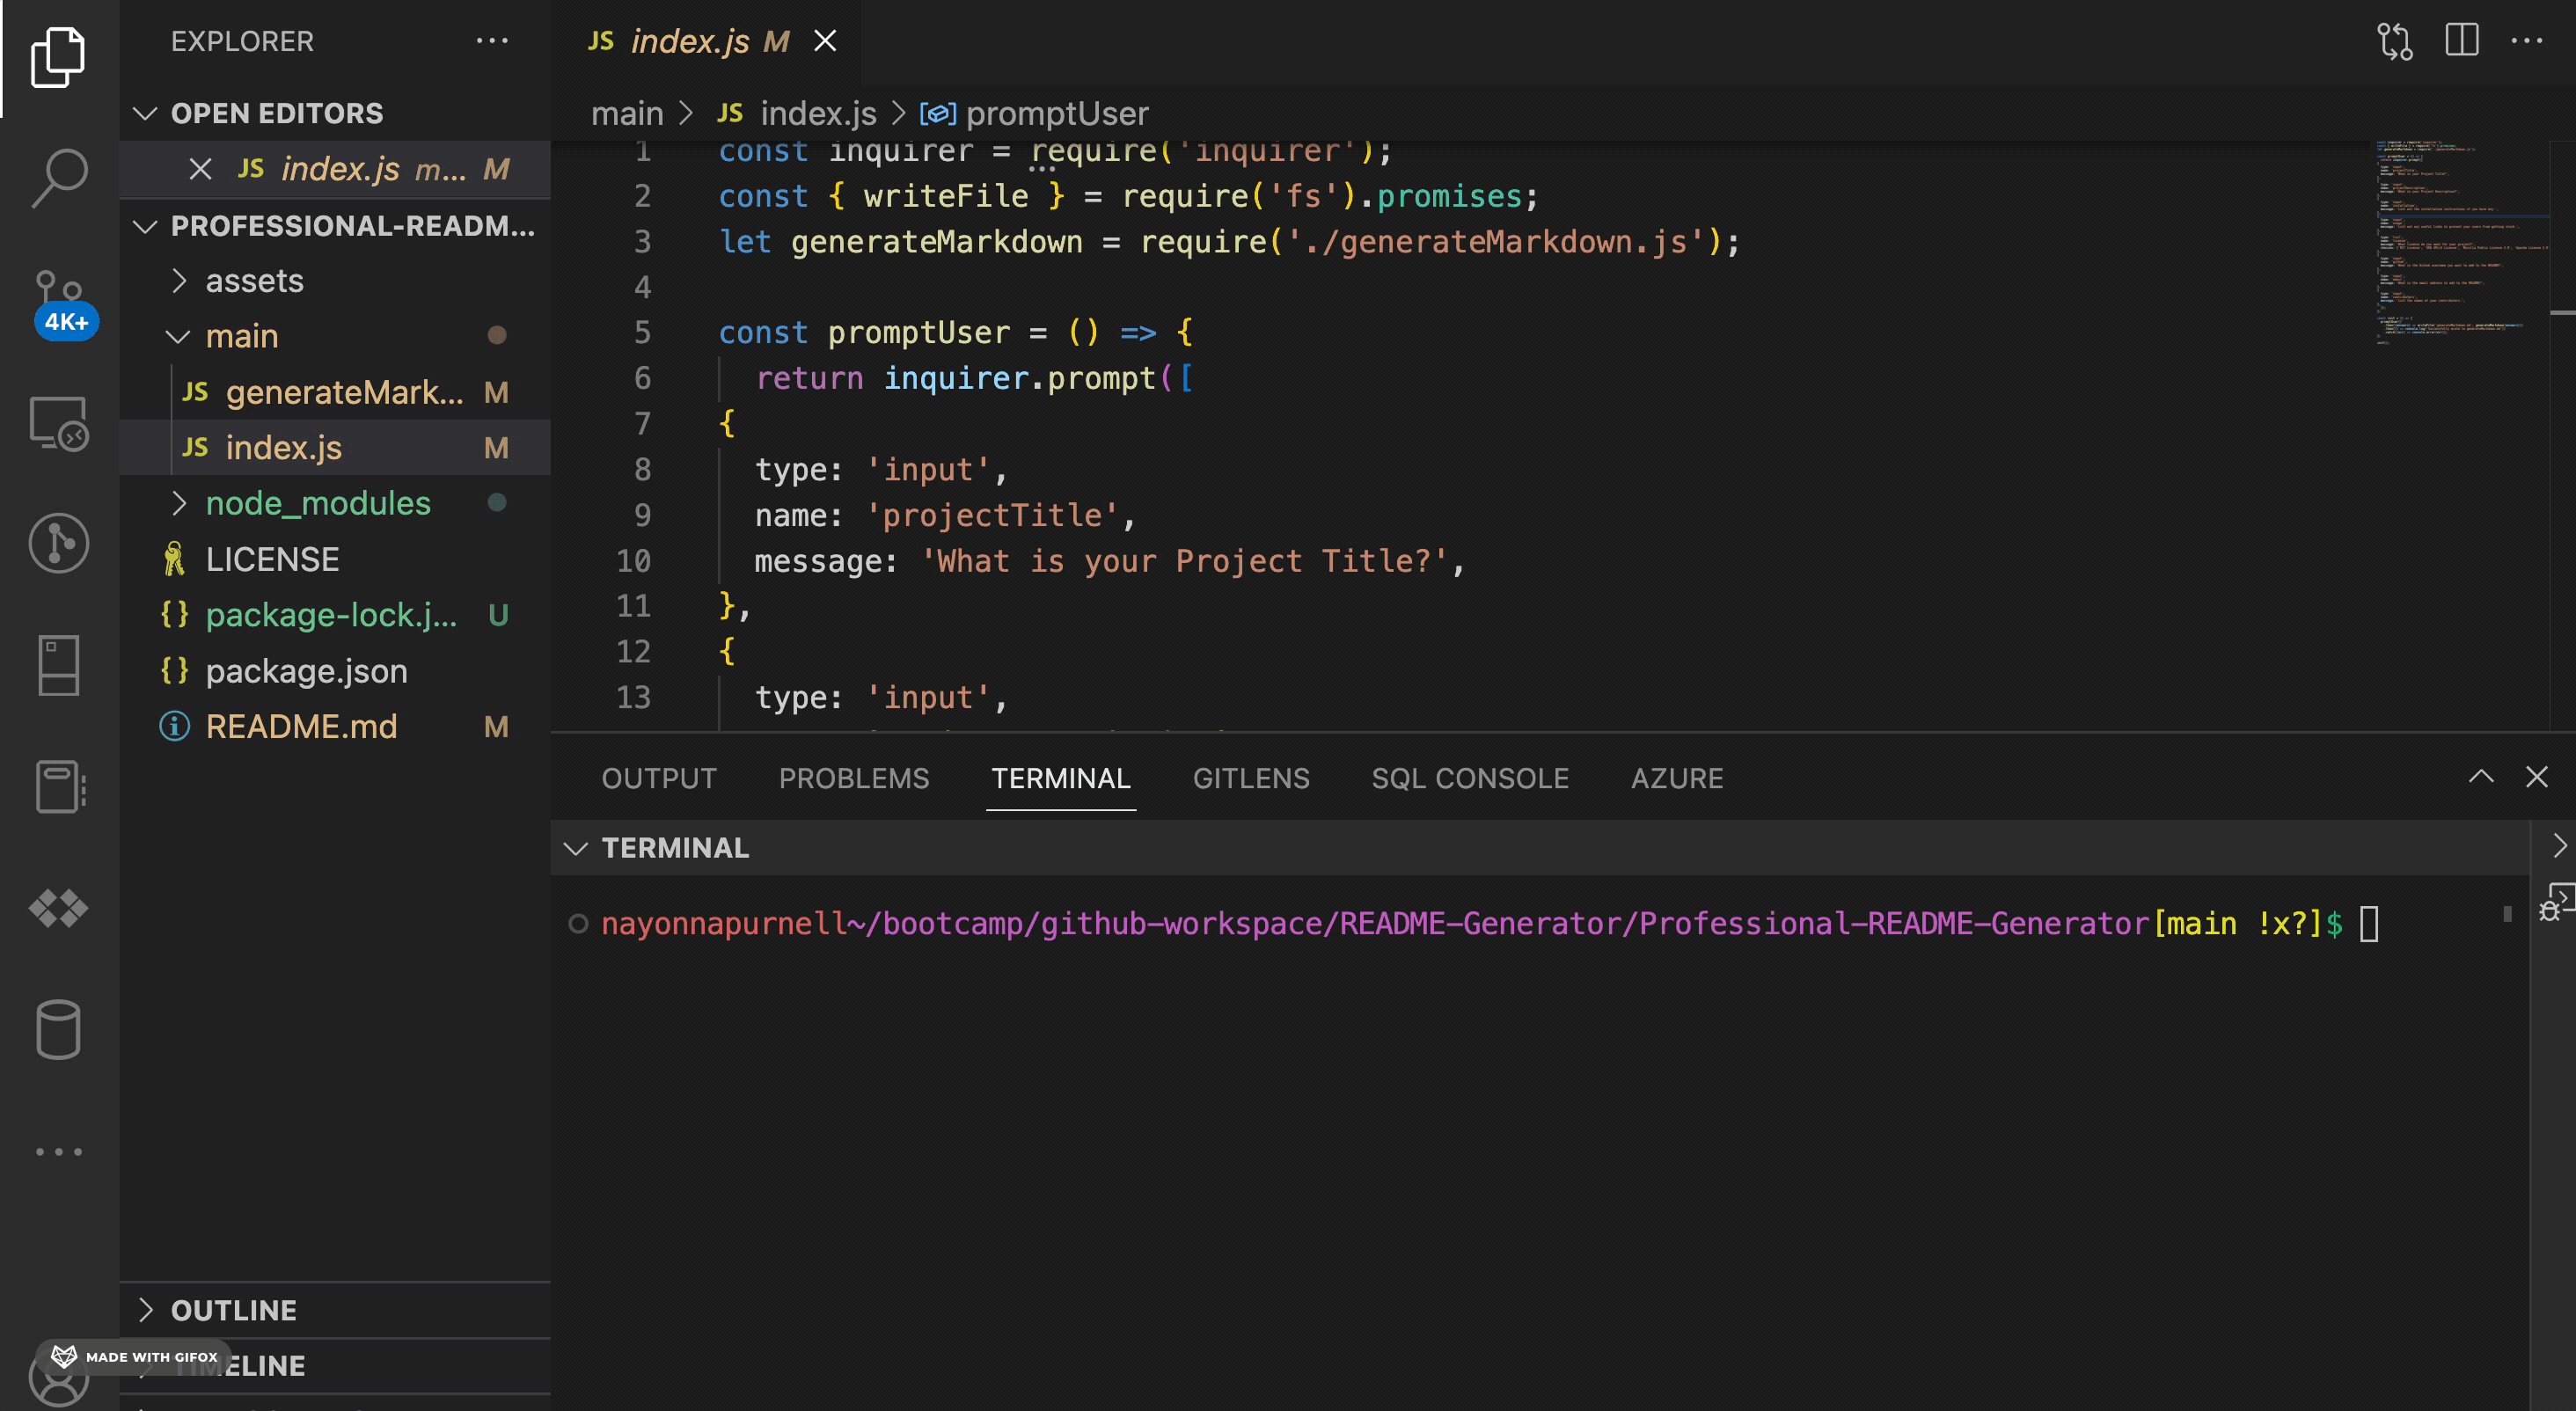 EXPLORER
OPEN EDITORS
JS index.js m... M
PROFESSIONAL-READM...
assets
main
JS generateMark... M
JS index.js M
node_modules
LICENSE
{} package-lock.j... U
{} package.json
README.md M
OUTLINE
MELINE
4K+
MADE WITH GIFOX
JS index.js M
main > JS index.js > promptUser
1 const inquirer = require('inquirer');
2 const { writeFile } = require('fs').promises;
3 let generateMarkdown = require('./generateMarkdown.js');
4
5 const promptUser = () => {
6 return inquirer.prompt([
7 {
8 type: 'input',
9 name: 'projectTitle',
10 message: 'What is your Project Title?',
11 },
12 {
13 type: 'input',
OUTPUT PROBLEMS TERMINAL GITLENS SQL CONSOLE AZURE
TERMINAL
nayonnapurnell~/bootcamp/github-workspace/README-Generator/Professional-README-Generator[main !x?]$